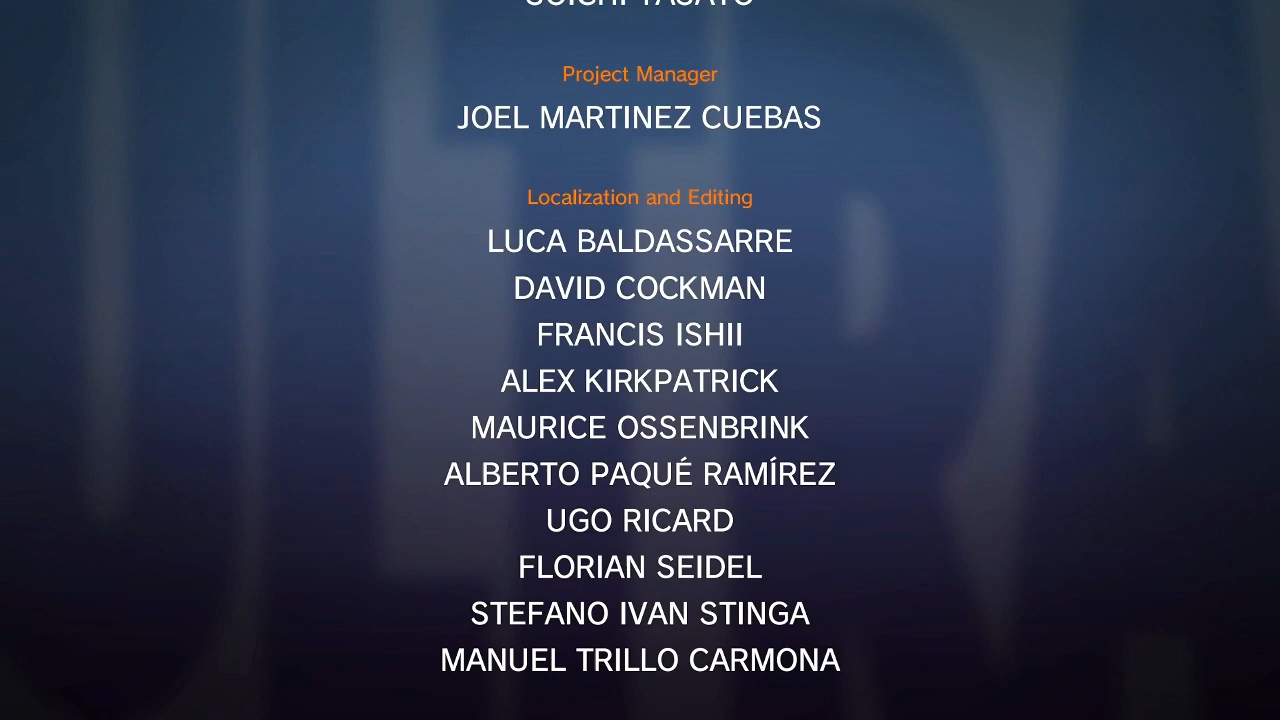 Project Manager
JOEL MARTINEZ CUEBAS
Localization and Editing
LUCA BALDASSARRE
DAVID COCKMAN
FRANCIS ISHII
ALEX KIRKPATRICK
MAURICE OSSENBRINK
ALBERTO PAQUÉ RAMÍREZ
UGO RICARD
FLORIAN SEIDEL
STEFANO IVAN STINGA
MANUEL TRILLO CARMONA